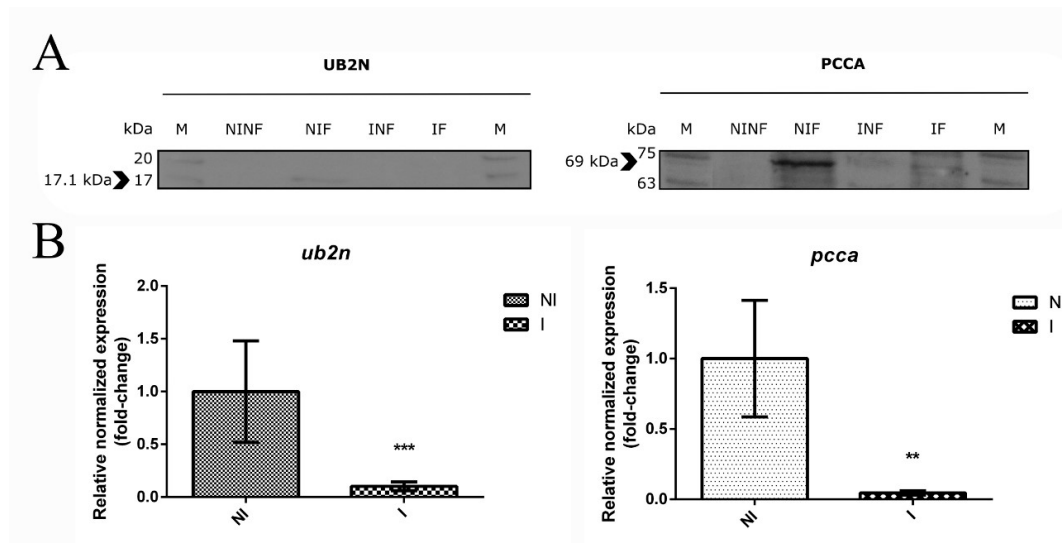 A
UB2N
kDa M NINF NIF INF IF M
20
17.1 kDa 17
PCCA
kDa M NINF NIF INF IF M
75
69 kDa
63
B
ub2n
Relative normalized expression
(fold-change)
2.0
1.5
1.0
0.5
0.0
***
NI
I
NI
I
pcca
Relative normalized expression
(fold-change)
1.5
1.0
0.5
0.0
**
NI
I
N
I